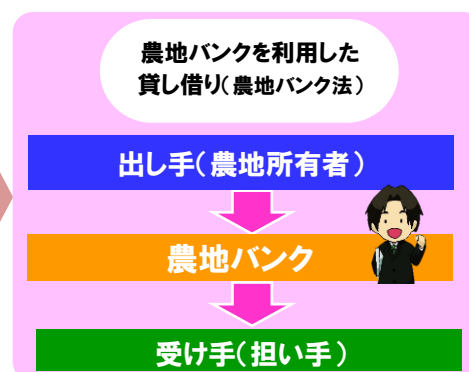 農地バンクを利用した
貸し借り(農地バンク法)
出し手(農地所有者)
農地バンク
受け手(担い手)